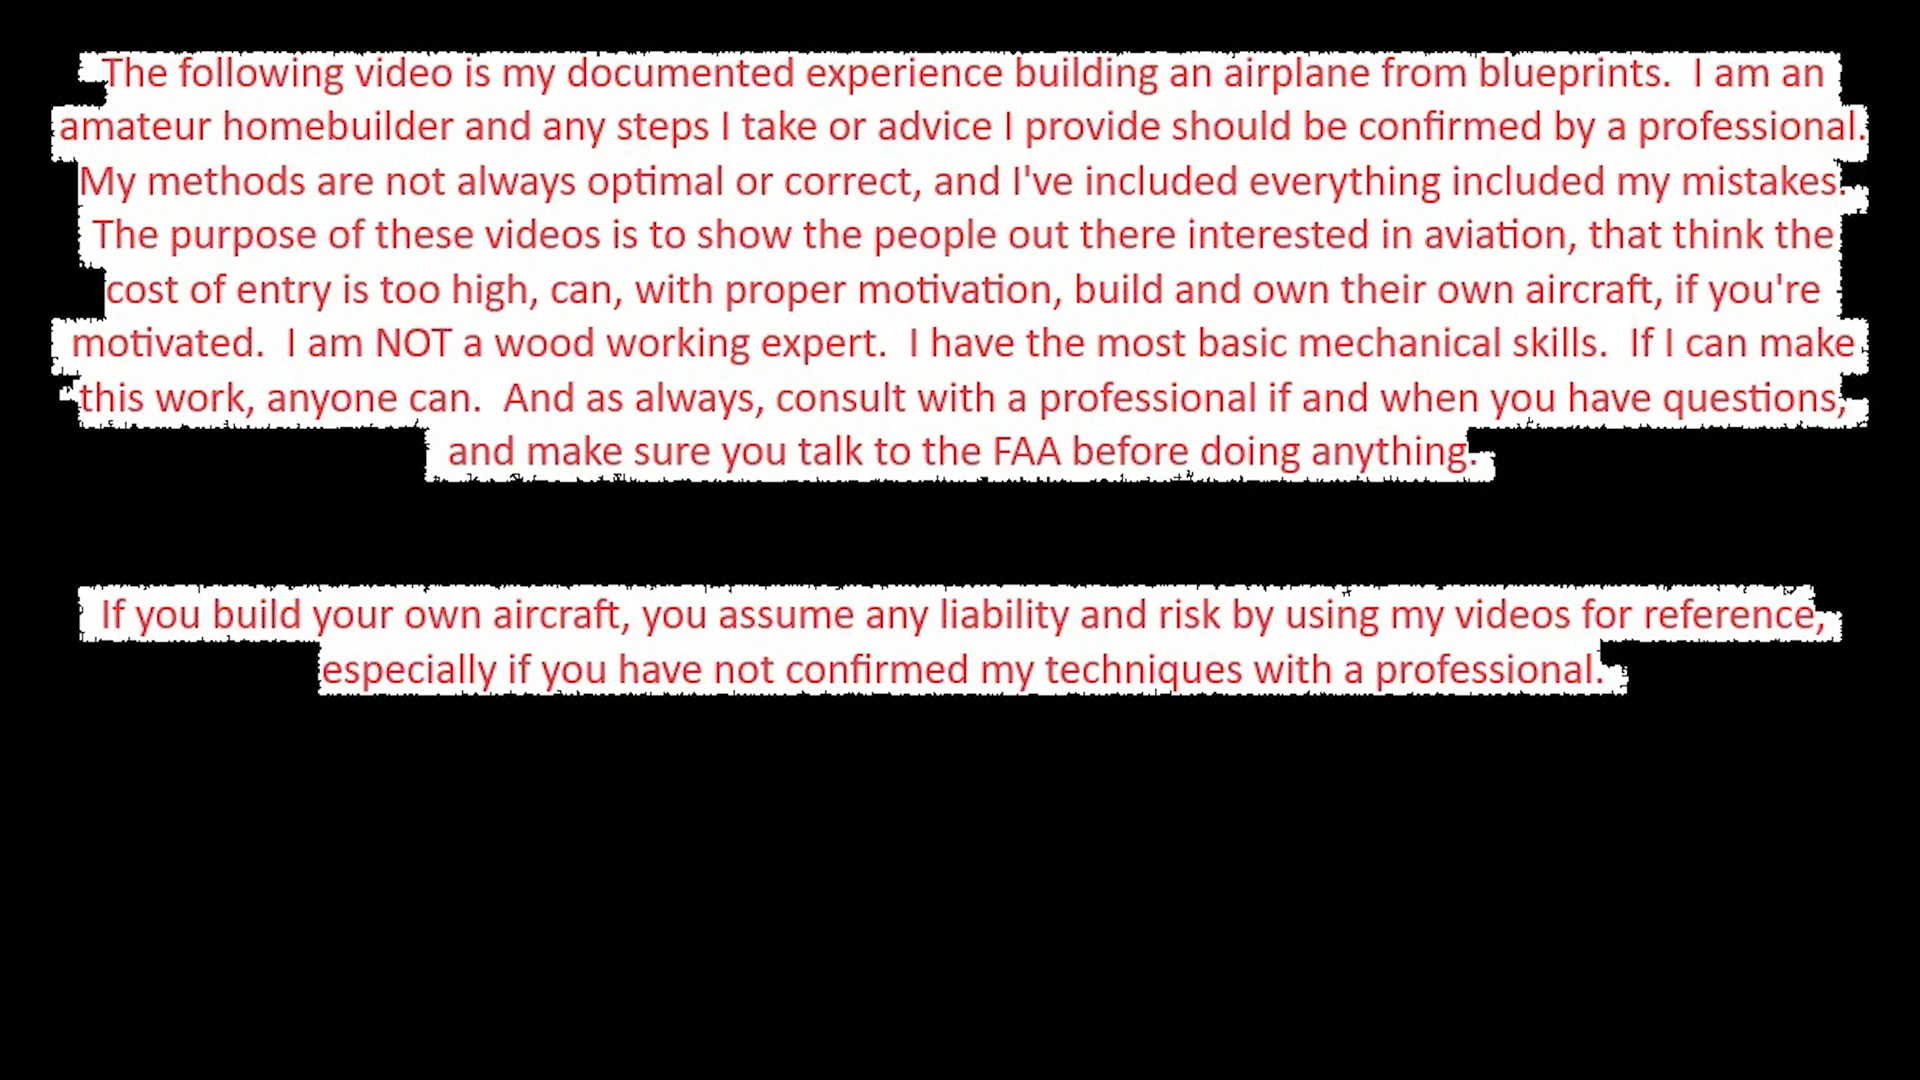 The following video is my documented experience building an airplane from blueprints.  I am an
amateur homebuilder and any steps I take or advice I provide should be confirmed by a professional.
My methods are not always optimal or correct, and I've included everything included my mistakes.
The purpose of these videos is to show the people out there interested in aviation, that think the
cost of entry is too high, can, with proper motivation, build and own their own aircraft, if you're
motivated.  I am NOT a wood working expert.  I have the most basic mechanical skills.  If I can make
this work, anyone can.  And as always, consult with a professional if and when you have questions,
and make sure you talk to the FAA before doing anything.
If you build your own aircraft, you assume any liability and risk by using my videos for reference,
especially if you have not confirmed my techniques with a professional.